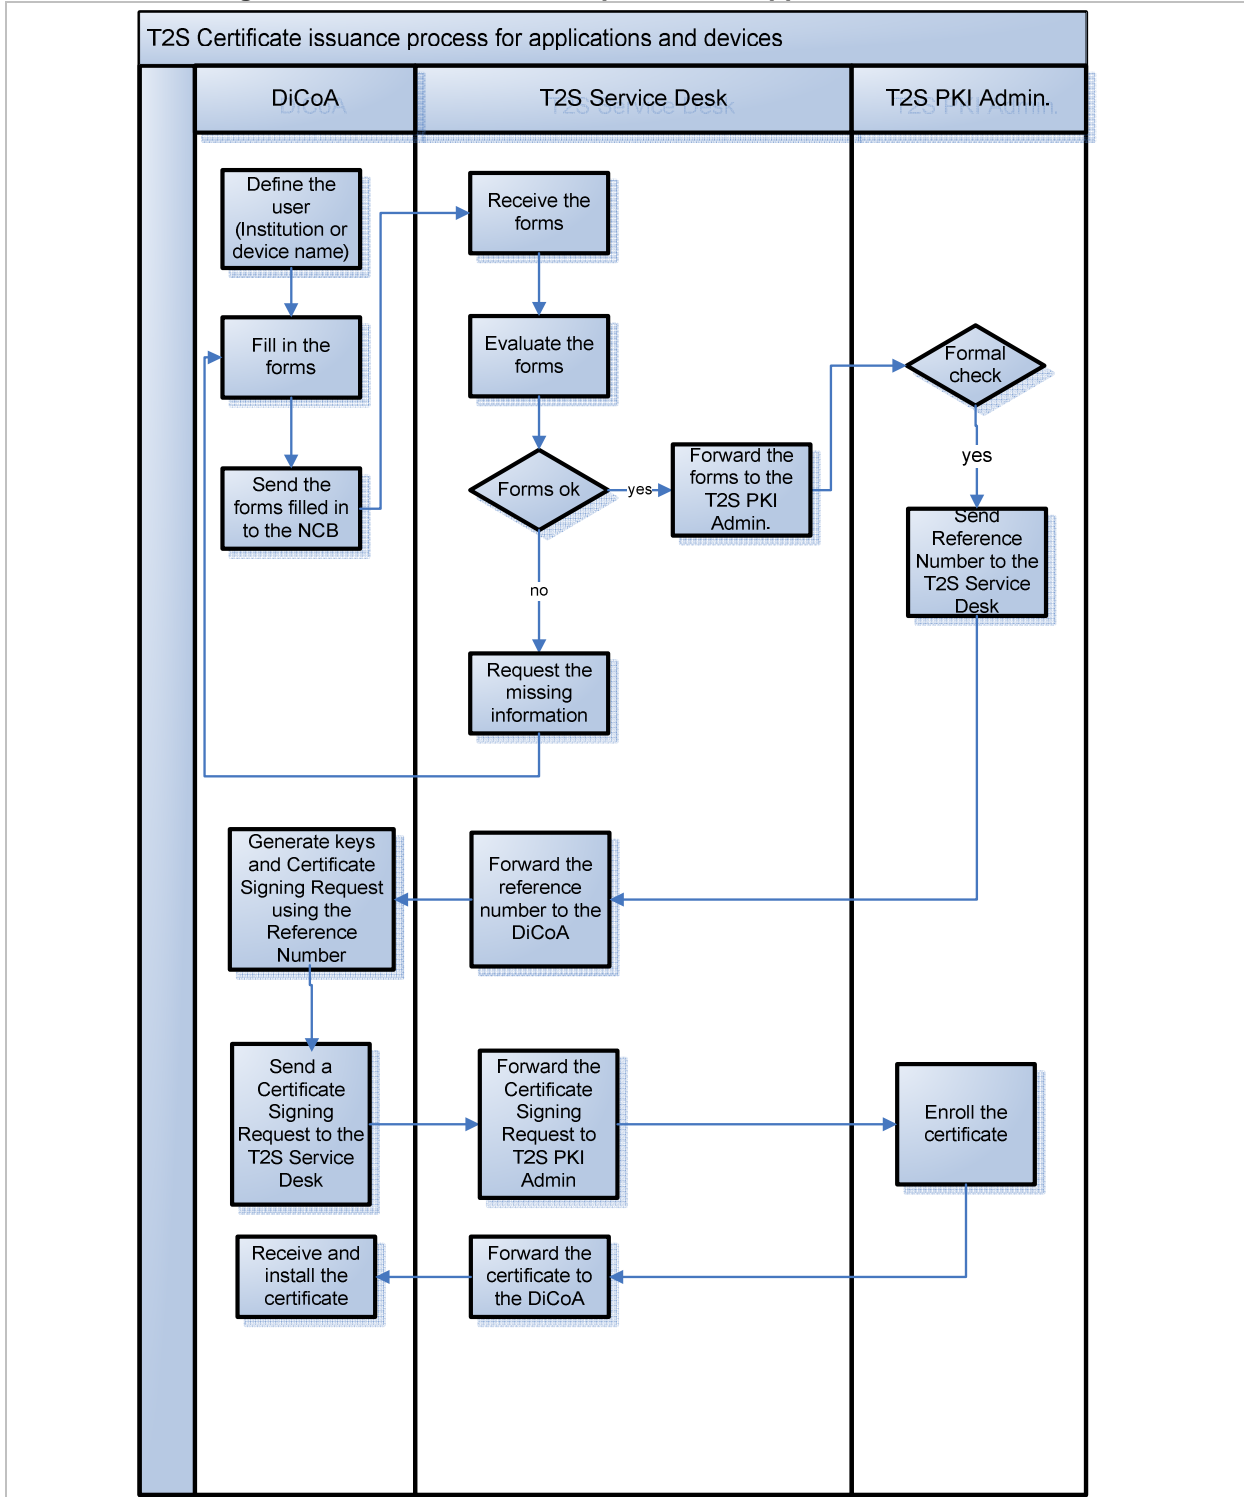 T2S Certificate issuance process for applications and devices
DiCoA
T2S Service Desk
T2S PKI Admin.
Define the
user
(Institution or
device name)
Receive the
forms
Fill in the
forms
Evaluate the
forms
Formal
check
yes
Send the
forms filled in
to the NCB
Forms ok
yes
Forward the
forms to the
T2S PKI
Admin.
Send
Reference
Number to the
T2S Service
Desk
no
Request the
missing
information
Generate keys
and Certificate
Signing Request
using the
Reference
Number
Forward the
reference
number to the
DiCoA
Send a
Certificate
Signing
Request to the
T2S Service
Desk
Forward the
Certificate
Signing
Request to
T2S PKI
Admin
Enroll the
certificate
Receive and
install the
certificate
Forward the
certificate to
the DiCoA